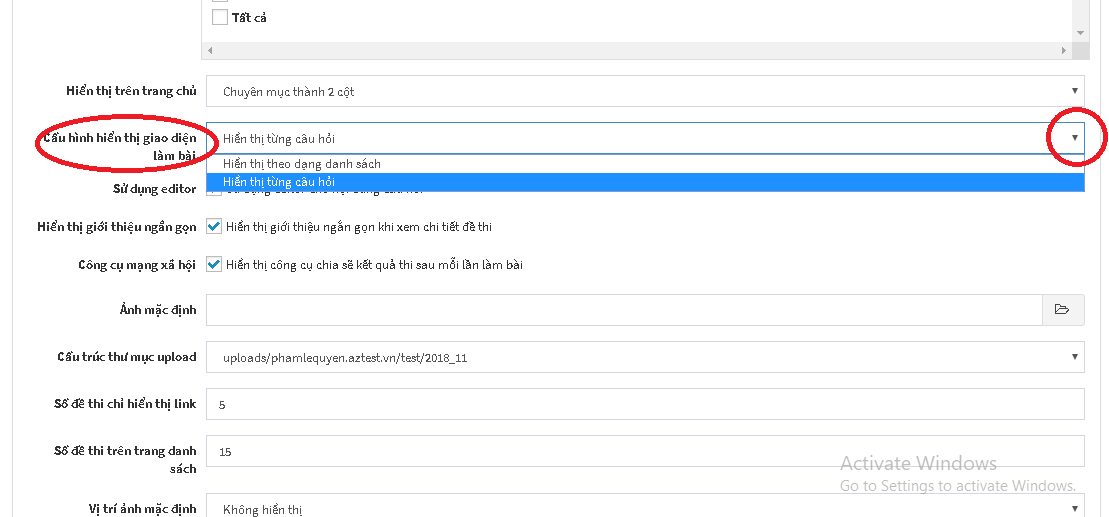 Tất cả
Hiển thị trên trang chủ
Chuyên mục thành 2 cột
Cấu hình hiển thị giao diện
làm bài
Hiển thị từng câu hỏi
Hiển thị theo dạng danh sách
Hiển thị từng câu hỏi
Sử dụng editor
Hiển thị giới thiệu ngắn gọn
Hiển thị giới thiệu ngắn gọn khi xem chi tiết đề thi
Công cụ mạng xã hội
Hiển thị công cụ chia sẽ kết quả thi sau mỗi lần làm bài
Ảnh mặc định
Cấu trúc thư mục upload
uploads/phamlequyen.aztest.vn/test/2018_11
Số đề thi chỉ hiển thị link
5
Số đề thi trên trang danh
sách
15
Activate Windows
Go to Settings to activate Windows.
Vị trí ảnh mặc định
Không hiển thị